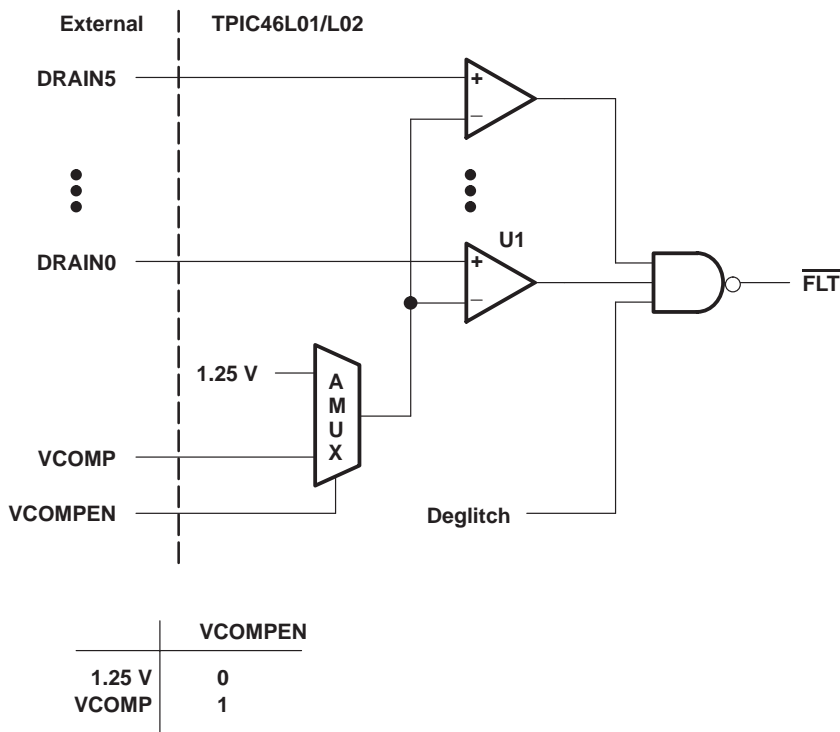 External TPIC46L01/L02
DRAIN5
+
–
U1
DRAIN0
+
–
FLT
1.25 V
A
M
U
X
VCOMP
VCOMPEN
Deglitch
VCOMPEN
1.25 V 0
VCOMP 1